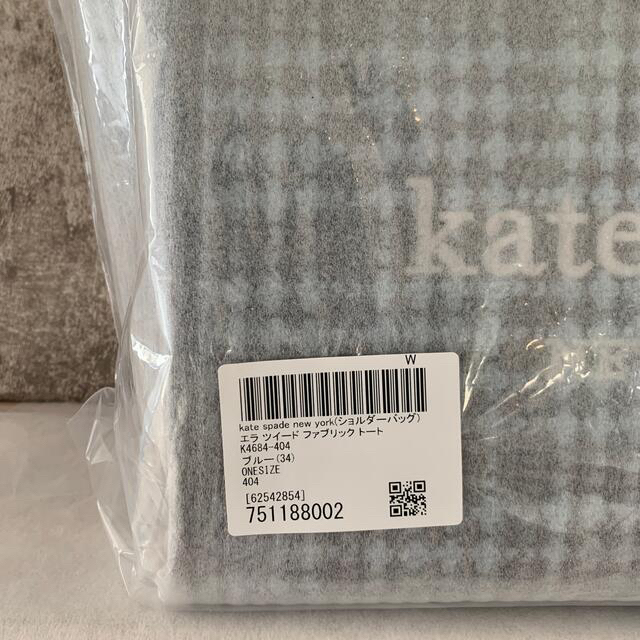 kate
NE
W
kate spade new york(ショルダーバッグ)
エラ ツイード ファブリック トート
K4684-404
ブルー(34)
ONESIZE
404
[62542854]
751188002